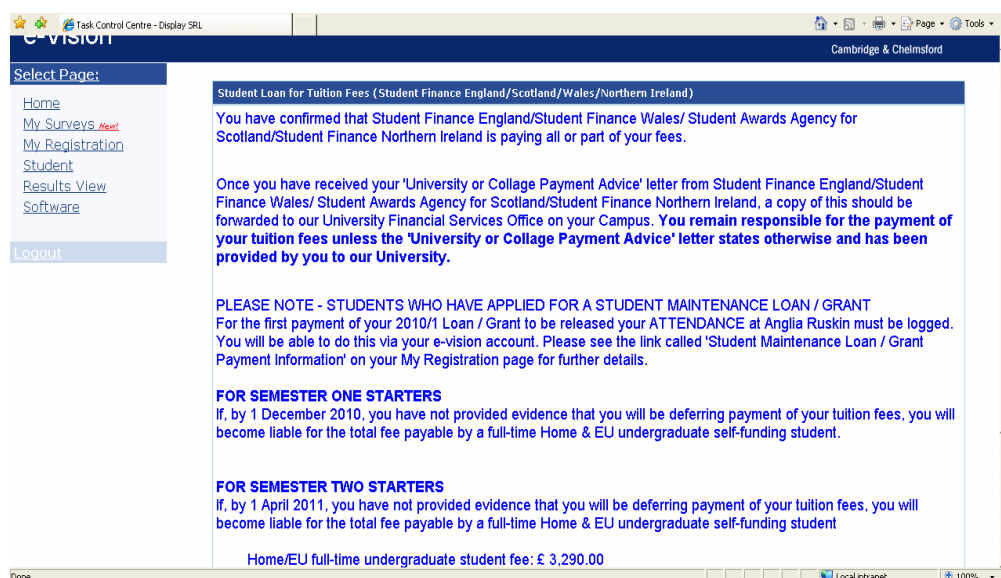 Task Control Centre - Display SRL
Page
Tools
e-vision
Cambridge & Chelmsford
Select Page:
Home
My Surveys New!
My Registration
Student
Results View
Software
Logout
Student Loan for Tuition Fees (Student Finance England/Scotland/Wales/Northern Ireland)
You have confirmed that Student Finance England/Student Finance Wales/ Student Awards Agency for
Scotland/Student Finance Northern Ireland is paying all or part of your fees.
Once you have received your 'University or Collage Payment Advice' letter from Student Finance England/Student
Finance Wales/ Student Awards Agency for Scotland/Student Finance Northern Ireland, a copy of this should be
forwarded to our University Financial Services Office on your Campus. You remain responsible for the payment of
your tuition fees unless the 'University or Collage Payment Advice' letter states otherwise and has been
provided by you to our University.
PLEASE NOTE - STUDENTS WHO HAVE APPLIED FOR A STUDENT MAINTENANCE LOAN / GRANT
For the first payment of your 2010/1 Loan / Grant to be released your ATTENDANCE at Anglia Ruskin must be logged.
You will be able to do this via your e-vision account. Please see the link called 'Student Maintenance Loan / Grant
Payment Information' on your My Registration page for further details.
FOR SEMESTER ONE STARTERS
If, by 1 December 2010, you have not provided evidence that you will be deferring payment of your tuition fees, you will
become liable for the total fee payable by a full-time Home & EU undergraduate self-funding student.
FOR SEMESTER TWO STARTERS
If, by 1 April 2011, you have not provided evidence that you will be deferring payment of your tuition fees, you will
become liable for the total fee payable by a full-time Home & EU undergraduate self-funding student
Home/EU full-time undergraduate student fee: £ 3,290.00
Done
Local intranet
100%